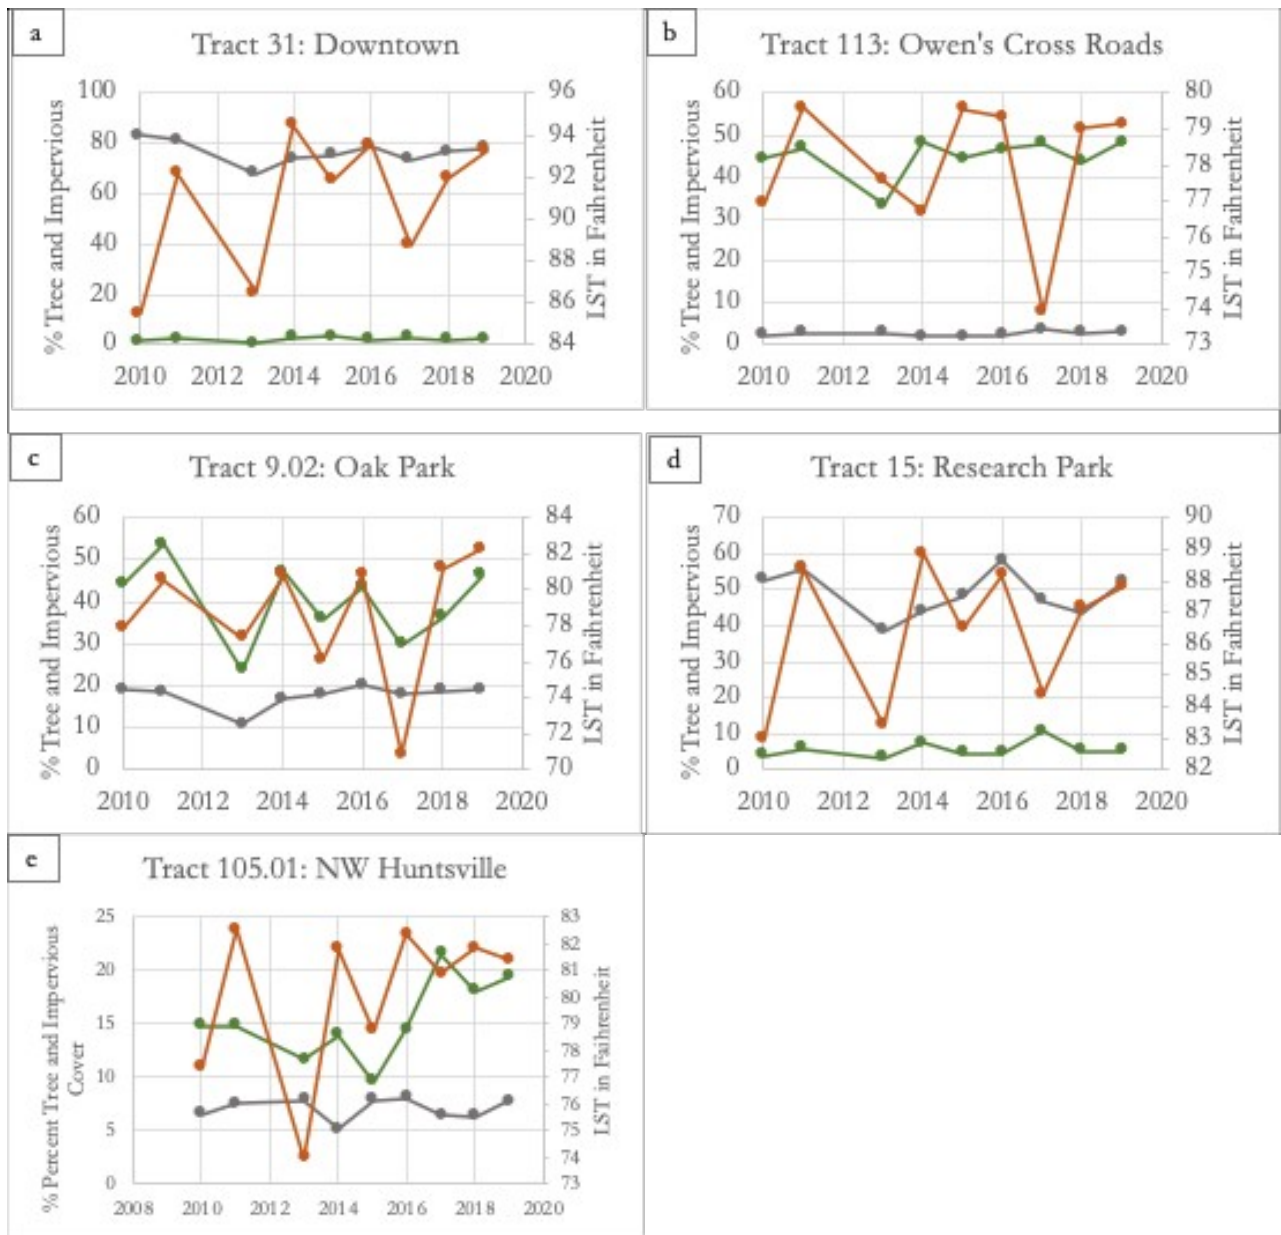 a
Tract 31: Downtown
% Tree and Impervious
100
80
60
40
20
0
96
94
92
90
88
86
84
LST in Faihrenheit
2010 2012 2014 2016 2018 2020
b
Tract 113: Owen's Cross Roads
% Tree and Impervious
60
50
40
30
20
10
0
80
79
78
77
76
75
74
73
LST in Faihrenheit
2010 2012 2014 2016 2018 2020
c
Tract 9.02: Oak Park
% Tree and Impervious
60
50
40
30
20
10
0
84
82
80
78
76
74
72
70
LST in Faihrenheit
2010 2012 2014 2016 2018 2020
d
Tract 15: Research Park
% Tree and Impervious
70
60
50
40
30
20
10
0
90
89
88
87
86
85
84
83
82
LST in Faihrenheit
2010 2012 2014 2016 2018 2020
e
Tract 105.01: NW Huntsville
% Percent Tree and Impervious
Cover
25
20
15
10
5
0
83
82
81
80
79
78
77
76
75
74
73
LST in Faihrenheit
2008 2010 2012 2014 2016 2018 2020